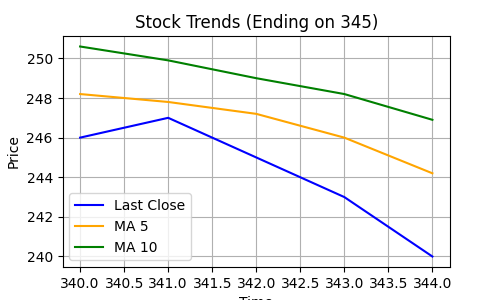 Stock Trends (Ending on 345)
Price
250
248
246
244
242
240
Last Close
MA 5
MA 10
340.0 340.5 341.0 341.5 342.0 342.5 343.0 343.5 344.0
Time